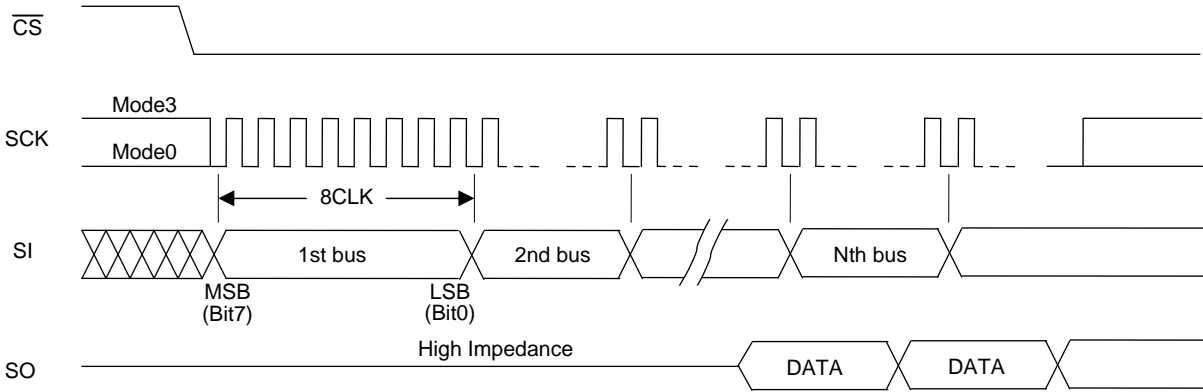 CS
Mode3
SCK
Mode0
8CLK
SI
1st bus
2nd bus
Nth bus
MSB
(Bit7)
LSB
(Bit0)
High Impedance
SO
DATA
DATA